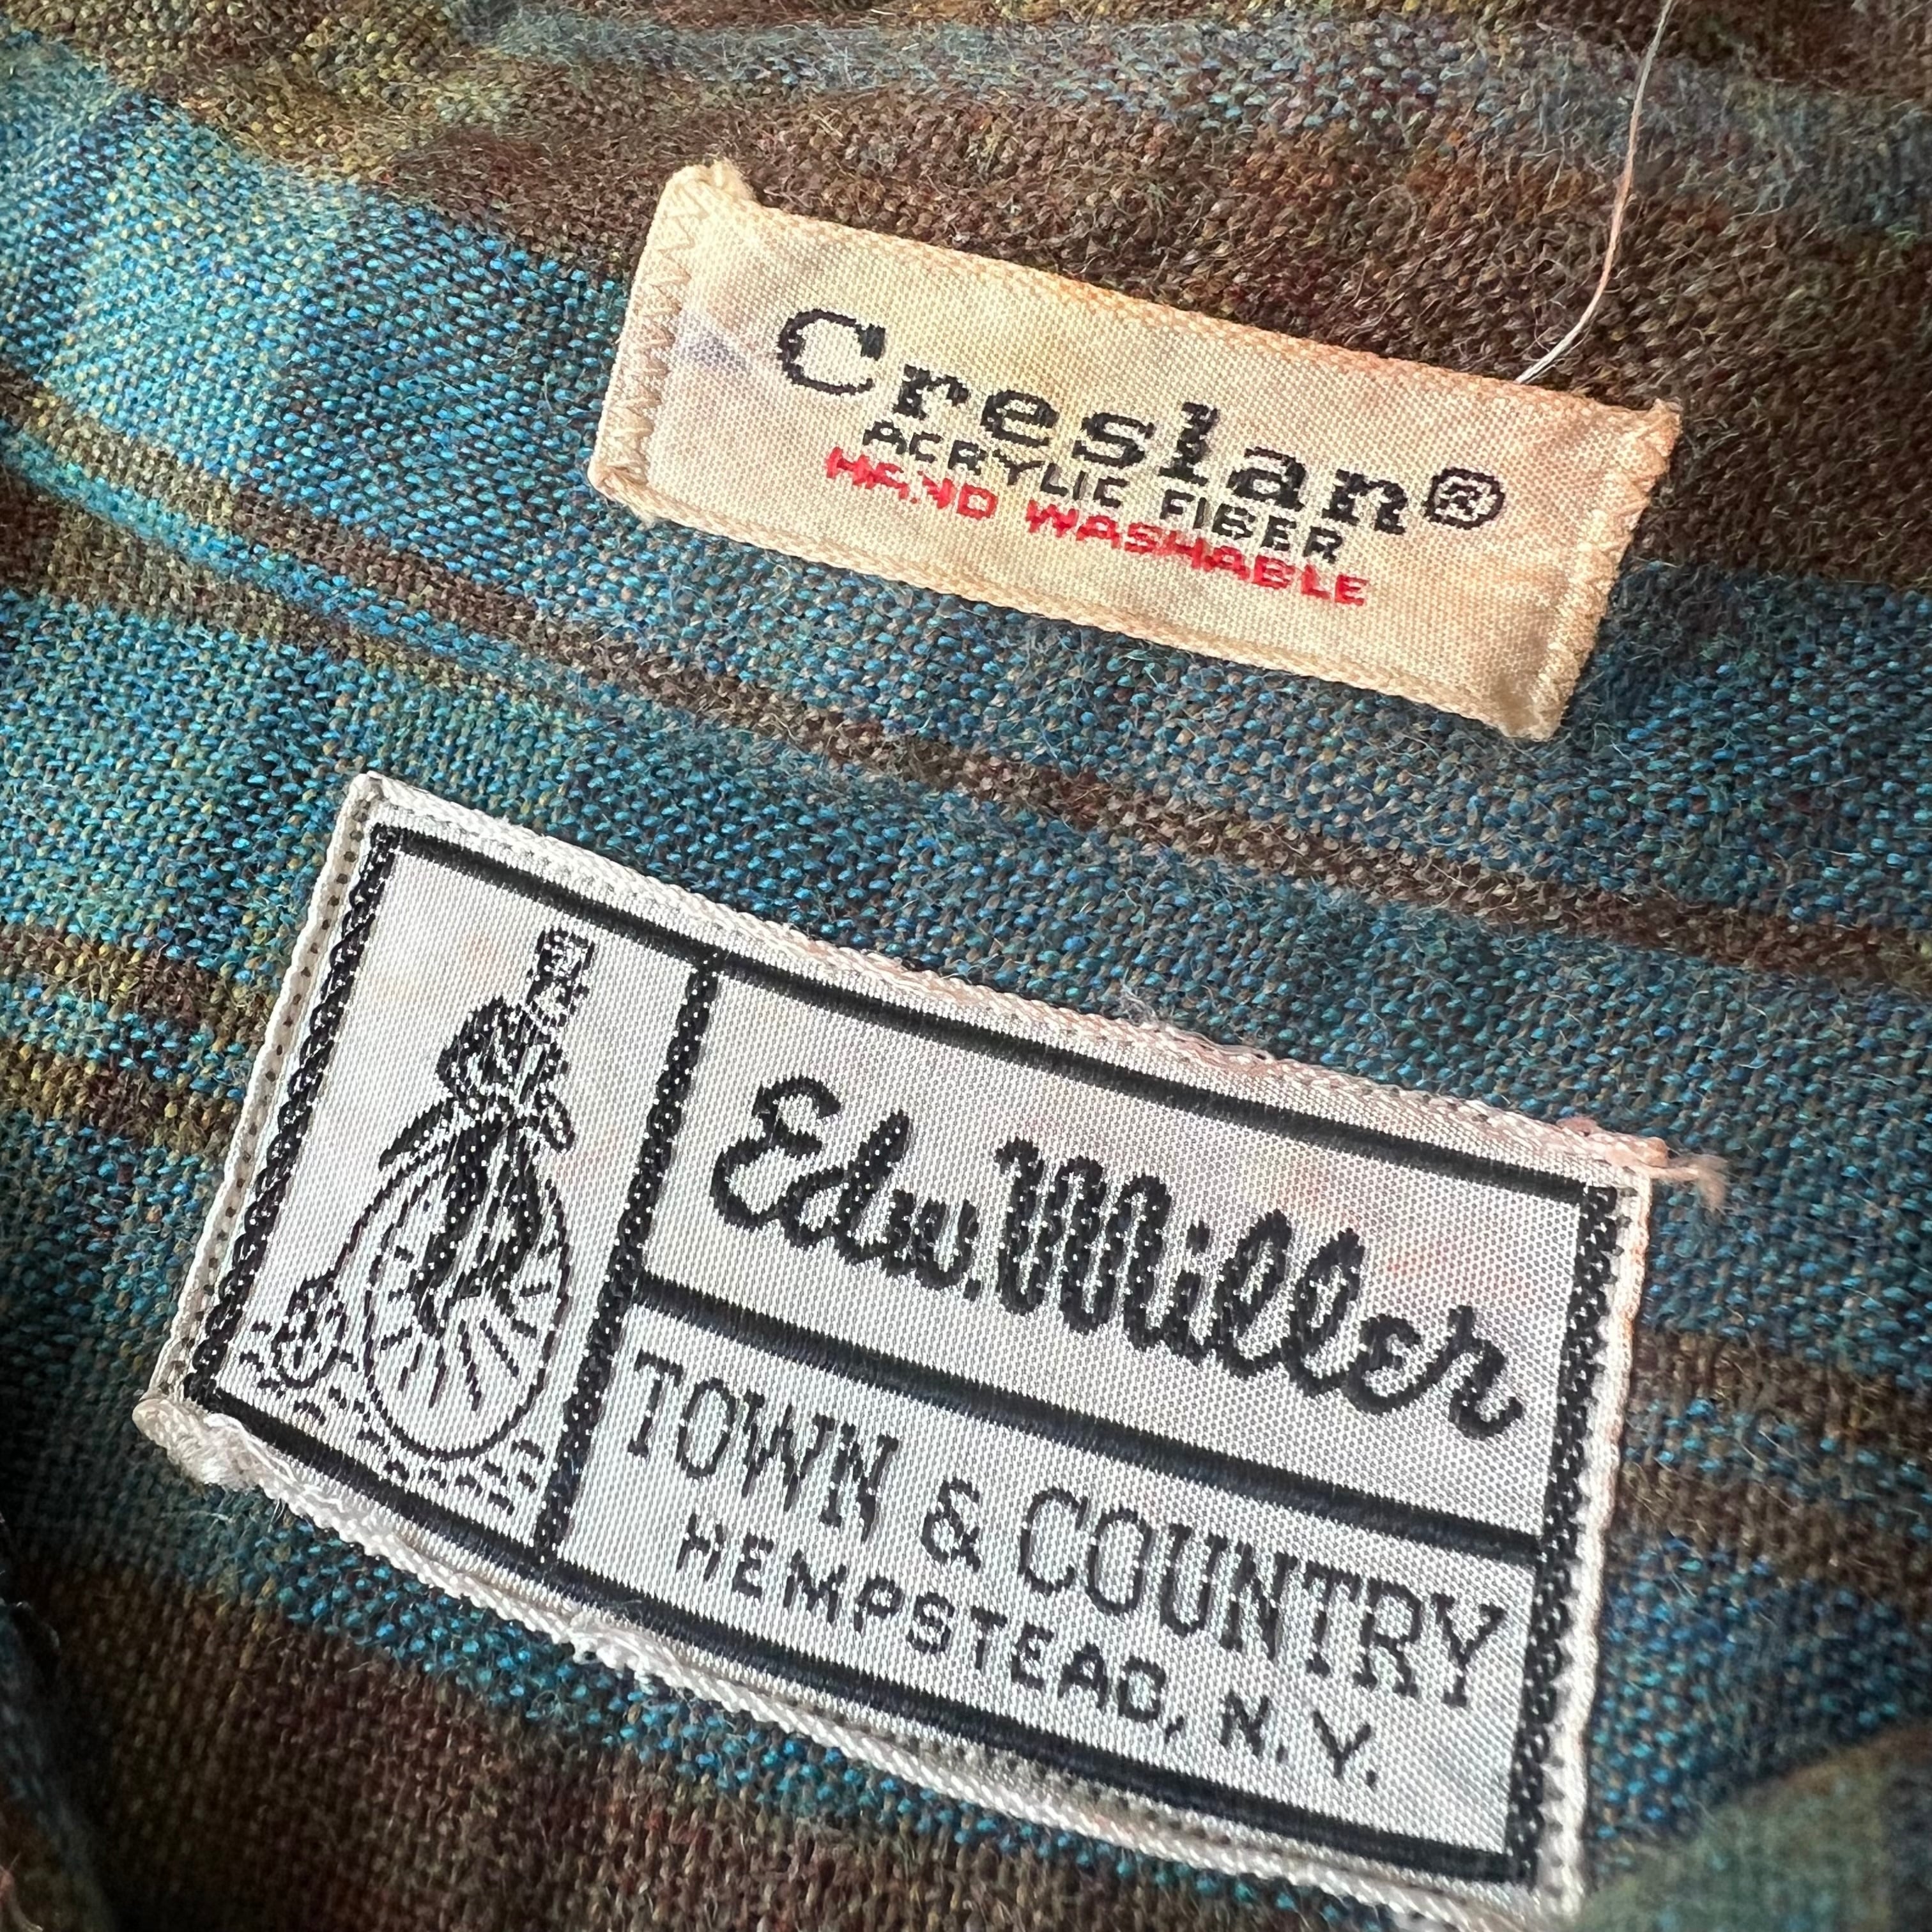 Creslan®
ACRYLIC FIBER
HAND WASHABLE
Edw. Miller
TOWN & COUNTRY
HEMPSTEAD, N.Y.